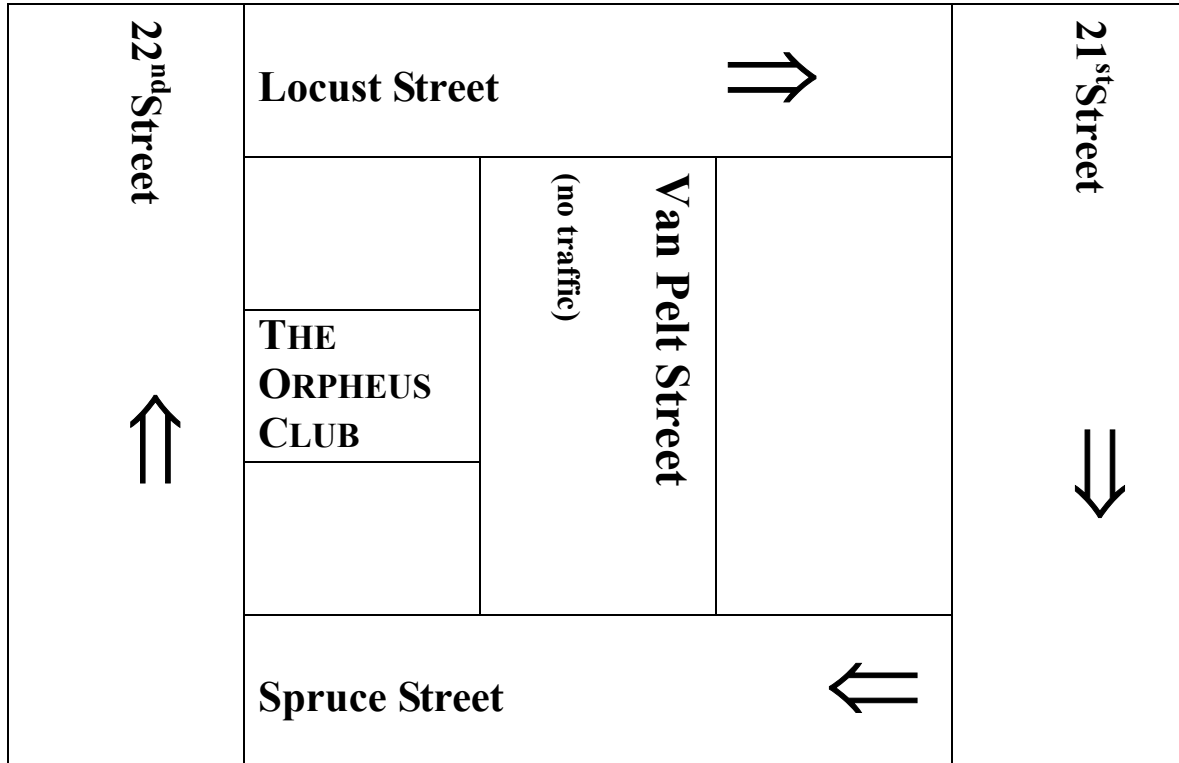 22nd Street
Locust Street
21st Street
(no traffic)
Van Pelt Street
THE
ORPHEUS
CLUB
Spruce Street